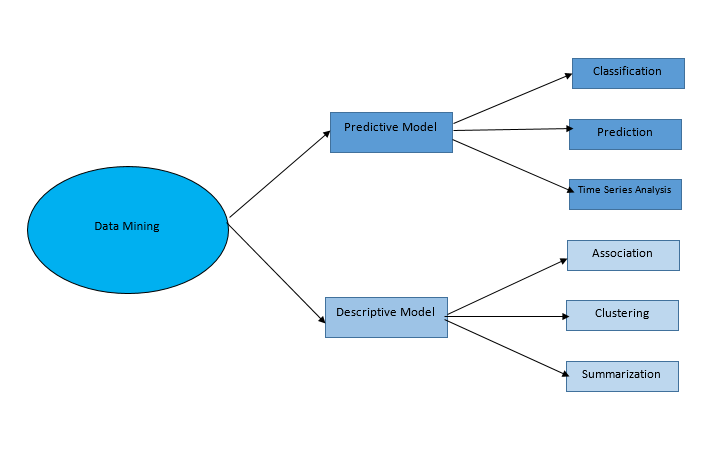 Data Mining
Predictive Model
Classification
Prediction
Time Series Analysis
Descriptive Model
Association
Clustering
Summarization